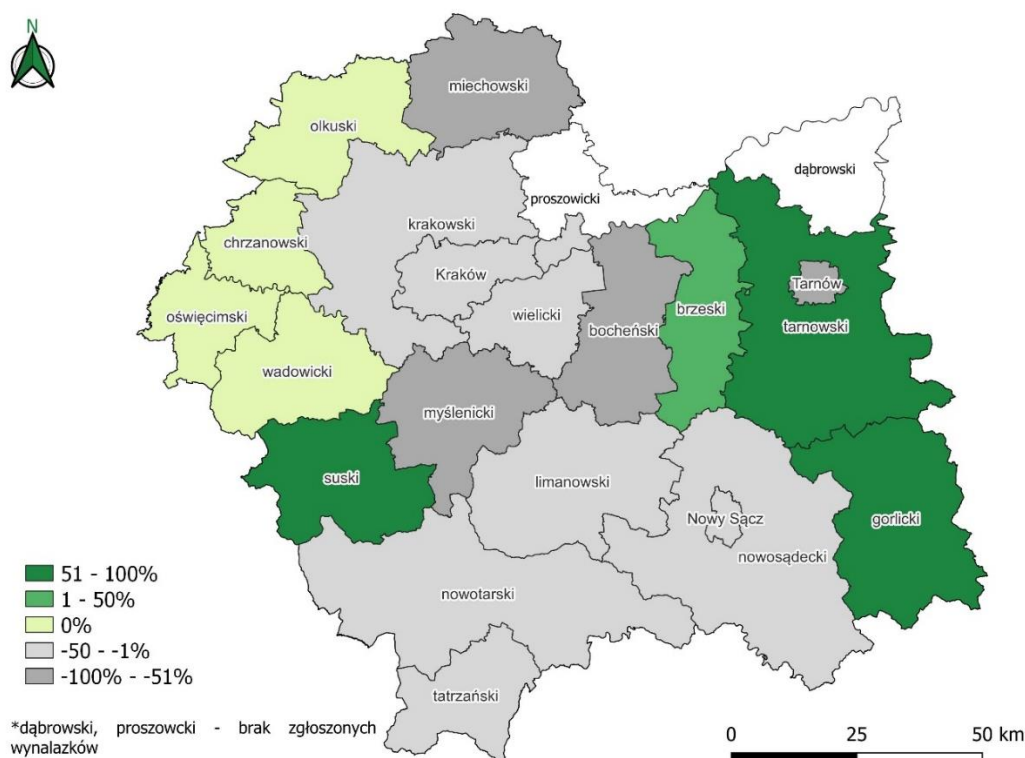 N
miechowski
olkuski
dąbrowski
proszowicki
krakowski
chrzanowski
Kraków
Tarnów
brzeski
wielicki
oświęcimski
bocheński
tarnowski
wadowicki
myślenicki
suski
limanowski
Nowy Sącz
gorlicki
nowosądecki
nowotarski
tatrzański
51 - 100%
1 - 50%
0%
-50 - -1%
-100% - -51%
*dąbrowski, proszowcki - brak zgłoszonych
wynalazków
0 25 50 km